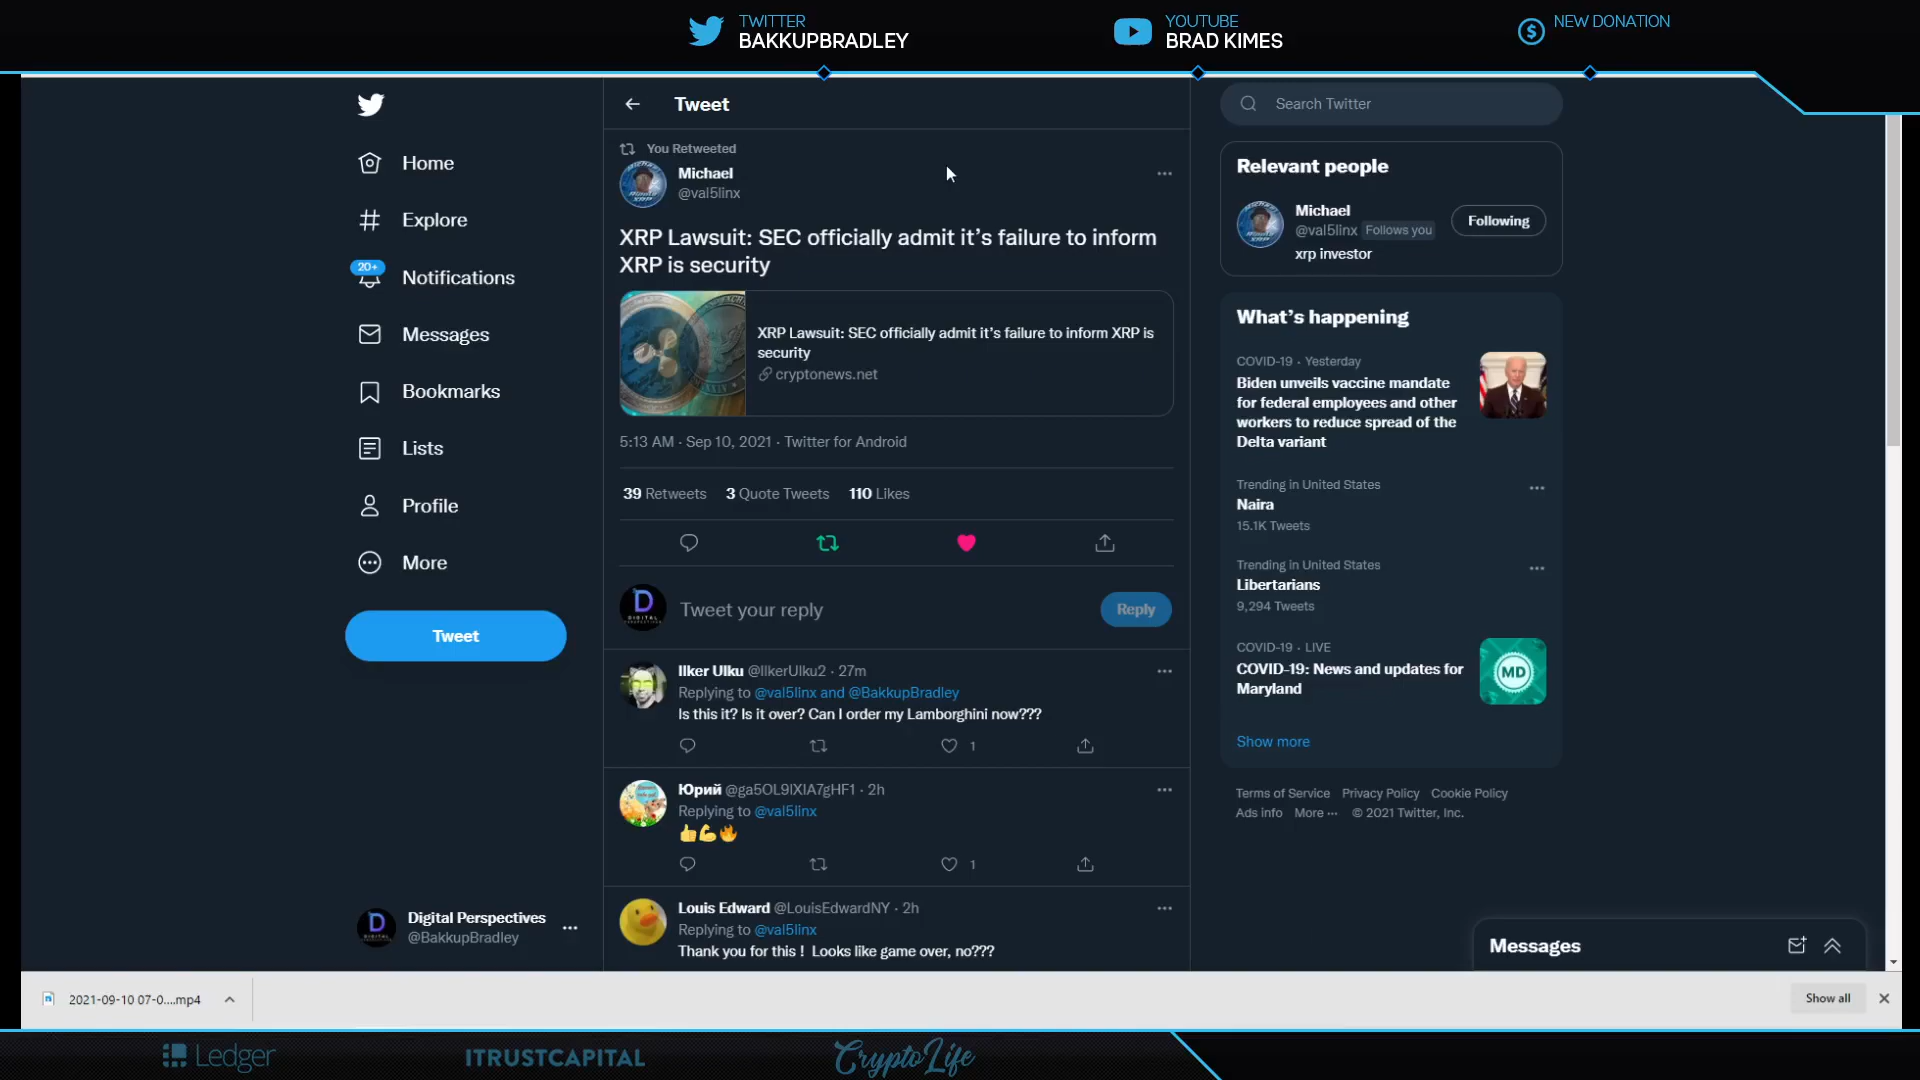 TWITTER
BAKKUPBRADLEY
YOUTUBE
BRAD KIMES
NEW DONATION
Home
Explore
20+
Notifications
Messages
Bookmarks
Lists
Profile
More
Tweet
Digital Perspectives
@BakkupBradley
Tweet
You Retweeted
Michael
@val5linx
XRP Lawsuit: SEC officially admit it's failure to inform
XRP is security
XRP Lawsuit: SEC officially admit it's failure to inform XRP is
security
cryptonews.net
5:13 AM · Sep 10, 2021 · Twitter for Android
39 Retweets 3 Quote Tweets 110 Likes
Tweet your reply
Reply
Ilker Ulku @IlkerUlku2 · 27m
Replying to @val5linx and @BakkupBradley
Is this it? Is it over? Can I order my Lamborghini now???
1
Юрий @ga5OL9lXIA7gHF1 · 2h
Replying to @val5linx
👍💪🔥
1
Louis Edward @LouisEdwardNY · 2h
Replying to @val5linx
Thank you for this ! Looks like game over, no???
Search Twitter
Relevant people
Michael
@val5linx Follows you
Following
xrp investor
What's happening
COVID-19 · Yesterday
Biden unveils vaccine mandate
for federal employees and other
workers to reduce spread of the
Delta variant
Trending in United States
Naira
15.1K Tweets
Trending in United States
Libertarians
9,294 Tweets
COVID-19 · LIVE
COVID-19: News and updates for
Maryland
MD
Show more
Terms of Service Privacy Policy Cookie Policy
Ads info More ··· © 2021 Twitter, Inc.
Messages
2021-09-10 07-0....mp4
Show all
Ledger
ITRUSTCAPITAL
CryptoLife